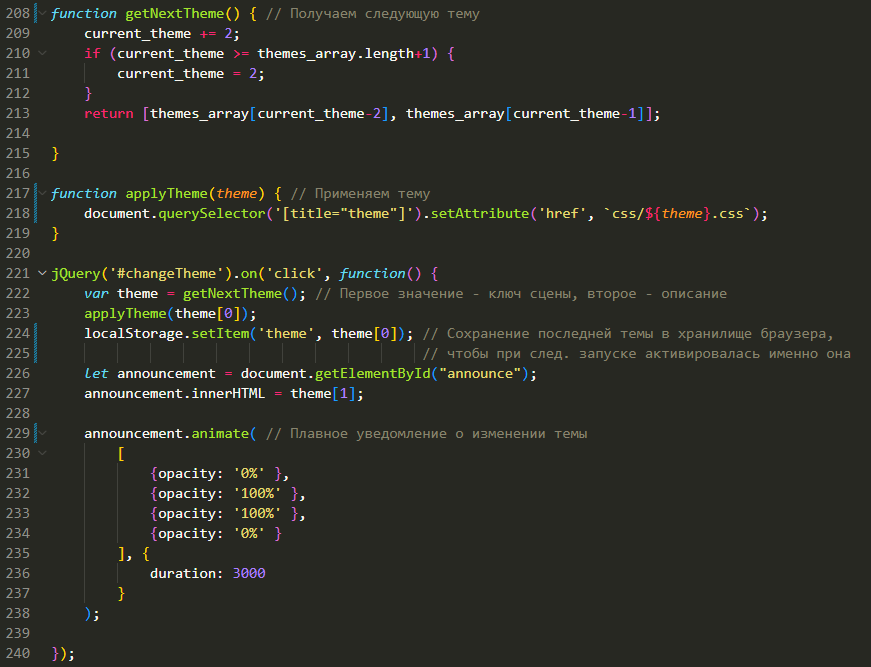 208 function getNextTheme() { // Получаем следующую тему
209     current_theme += 2;
210     if (current_theme >= themes_array.length+1) {
211         current_theme = 2;
212     }
213     return [themes_array[current_theme-2], themes_array[current_theme-1]];
214
215 }
216
217 function applyTheme(theme) { // Применяем тему
218     document.querySelector('[title="theme"]').setAttribute('href', `css/${theme}.css`);
219 }
220
221 jQuery('#changeTheme').on('click', function() {
222     var theme = getNextTheme(); // Первое значение - ключ сцены, второе - описание
223     applyTheme(theme[0]);
224     localStorage.setItem('theme', theme[0]); // Сохранение последней темы в хранилище браузера,
225                                              // чтобы при след. запуске активировалась именно она
226     let announcement = document.getElementById("announce");
227     announcement.innerHTML = theme[1];
228
229     announcement.animate( // Плавное уведомление о изменении темы
230         [
231             {opacity: '0%' },
232             {opacity: '100%' },
233             {opacity: '100%' },
234             {opacity: '0%' }
235         ], {
236             duration: 3000
237         }
238     );
239
240 });